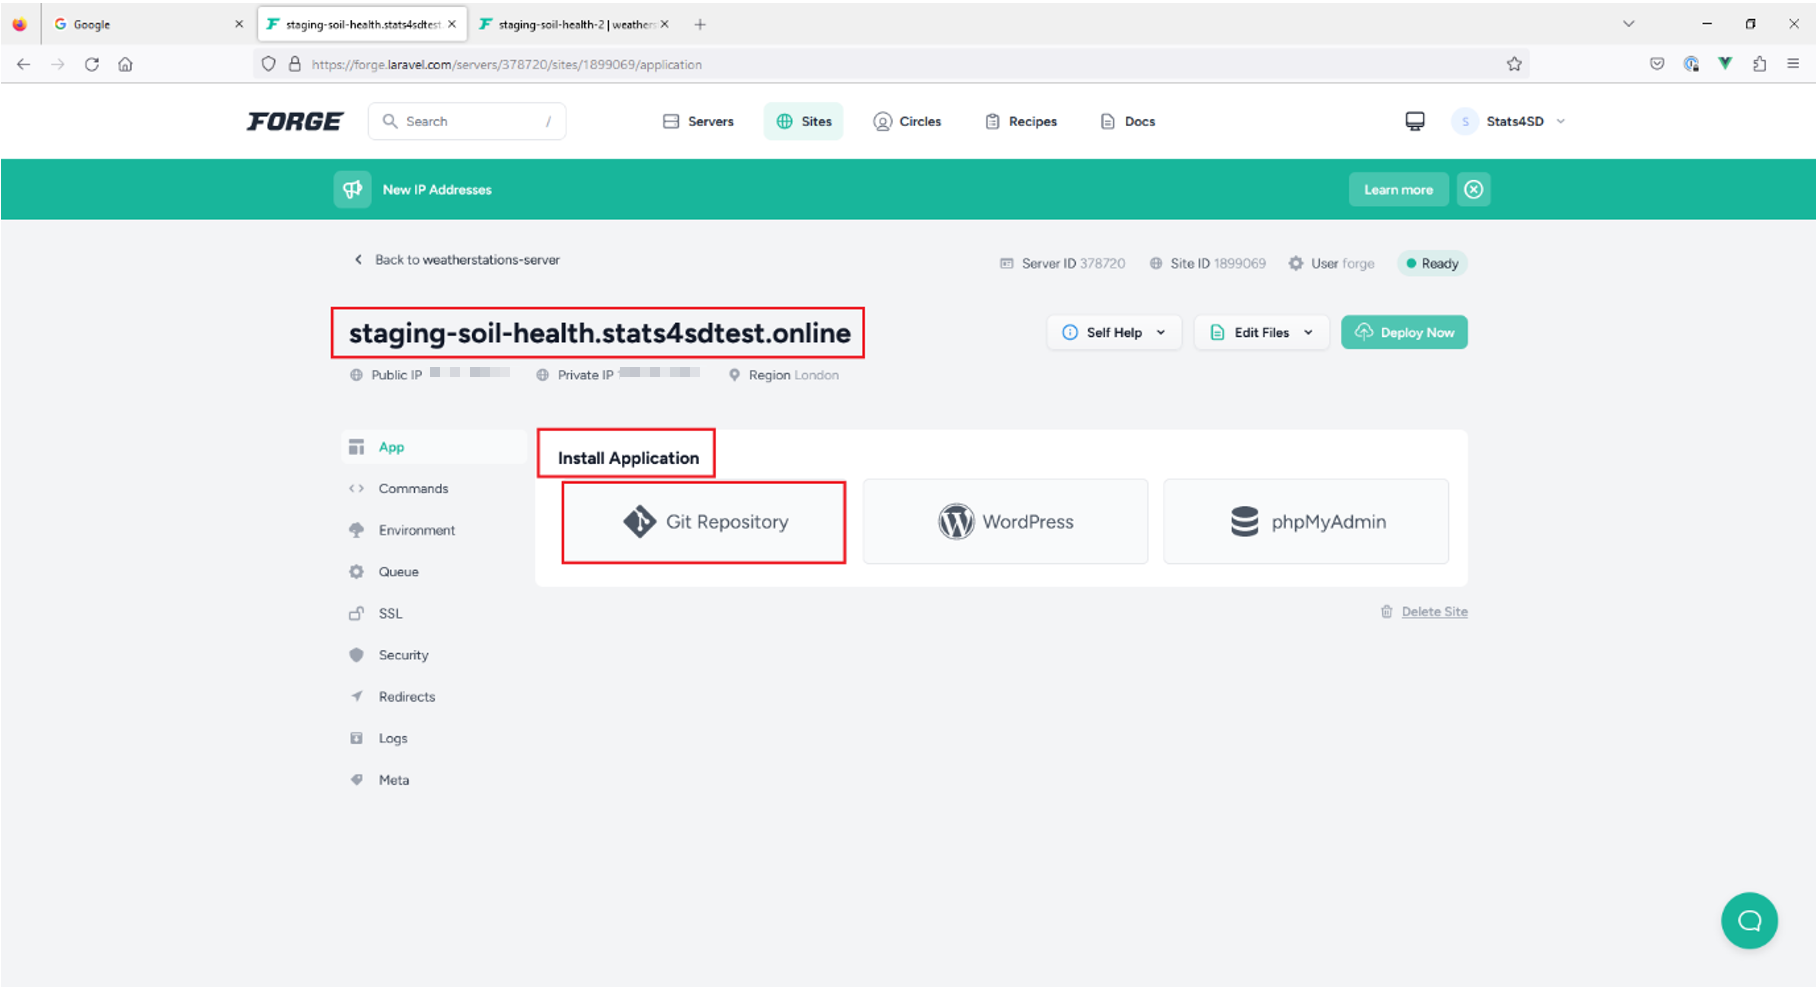 Google
staging-soil-health.stats4sdtest.
staging-soil-health-2 | weathers
https://forge.laravel.com/servers/378720/sites/1899069/application
FORGE
Search /
Servers
Sites
Circles
Recipes
Docs
S
Stats4SD
New IP Addresses
Learn more
Back to weatherstations-server
Server ID 378720
Site ID 1899069
User forge
Ready
staging-soil-health.stats4sdtest.online
Self Help
Edit Files
Deploy Now
Public IP
Private IP
Region London
App
Commands
Environment
Queue
SSL
Security
Redirects
Logs
Meta
Install Application
Git Repository
WordPress
phpMyAdmin
Delete Site